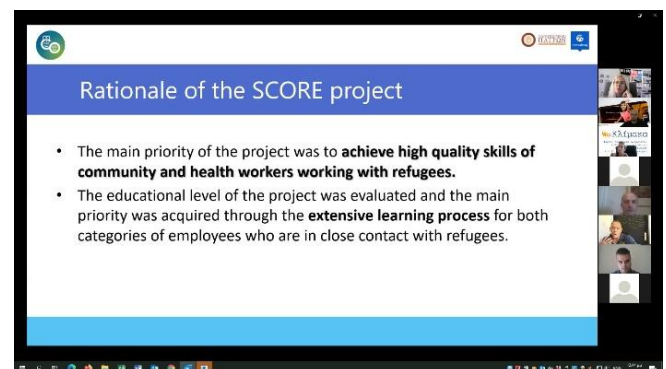 Rationale of the SCORE project
• The main priority of the project was to achieve high quality skills of
community and health workers working with refugees.
• The educational level of the project was evaluated and the main
priority was acquired through the extensive learning process for both
categories of employees who are in close contact with refugees.
Κλίμακα